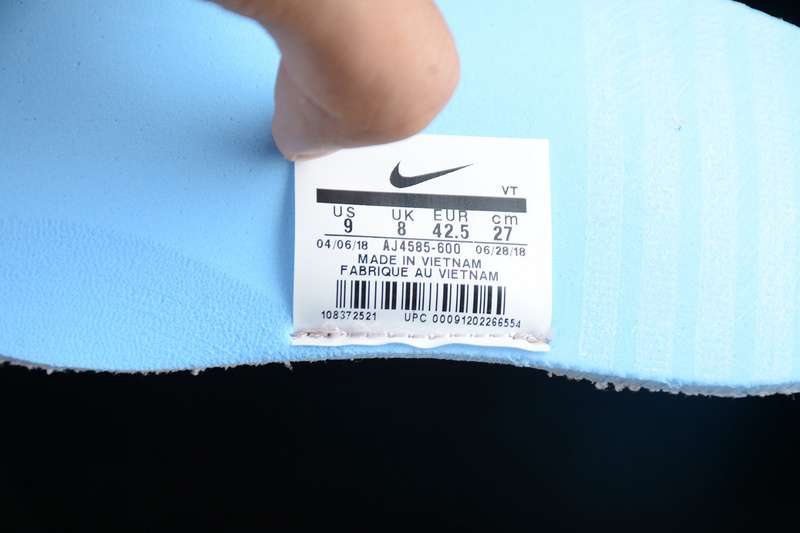 VT
US UK EUR cm
9 8 42.5 27
04/06/18 AJ4585-600 06/28/18
MADE IN VIETNAM
FABRIQUE AU VIETNAM
108372521 UPC 00091202266554